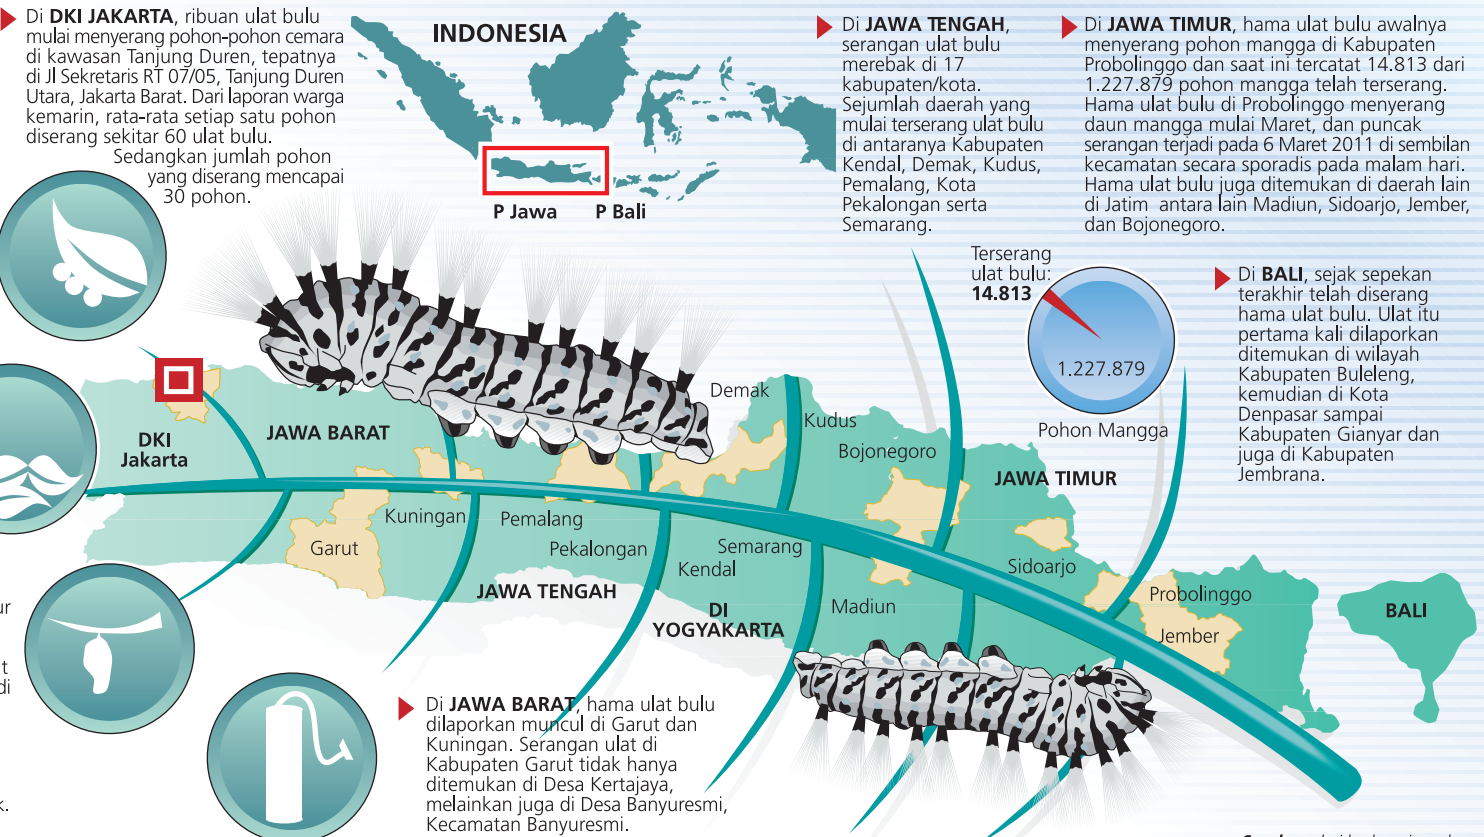 Di DKI JAKARTA, ribuan ulat bulu
mulai menyerang pohon-pohon cemara
di kawasan Tanjung Duren, tepatnya
di Jl Sekretaris RT 07/05, Tanjung Duren
Utara, Jakarta Barat. Dari laporan warga
kemarin, rata-rata setiap satu pohon
diserang sekitar 60 ulat bulu.
Sedangkan jumlah pohon
yang diserang mencapai
30 pohon.
INDONESIA
P Jawa
P Bali
Di JAWA TENGAH,
serangan ulat bulu
merebak di 17
kabupaten/kota.
Sejumlah daerah yang
mulai terserang ulat bulu
di antaranya Kabupaten
Kendal, Demak, Kudus,
Pemalang, Kota
Pekalongan serta
Semarang.
Di JAWA TIMUR, hama ulat bulu awalnya
menyerang pohon mangga di Kabupaten
Probolinggo dan saat ini tercatat 14.813 dari
1.227.879 pohon mangga telah terserang.
Hama ulat bulu di Probolinggo menyerang
daun mangga mulai Maret, dan puncak
serangan terjadi pada 6 Maret 2011 di sembilan
kecamatan secara sporadis pada malam hari.
Hama ulat bulu juga ditemukan di daerah lain
di Jatim antara lain Madiun, Sidoarjo, Jember,
dan Bojonegoro.
Terserang
ulat bulu:
14.813
1.227.879
Pohon Mangga
Di BALI, sejak sepekan
terakhir telah diserang
hama ulat bulu. Ulat itu
pertama kali dilaporkan
ditemukan di wilayah
Kabupaten Buleleng,
kemudian di Kota
Denpasar sampai
Kabupaten Gianyar dan
juga di Kabupaten
Jembrana.
DKI
Jakarta
JAWA BARAT
Demak
Kudus
Bojonegoro
JAWA TIMUR
Garut
Kuningan
Pemalang
Pekalongan
Semarang
Kendal
JAWA TENGAH
DI
YOGYAKARTA
Madiun
Sidoarjo
Probolinggo
Jember
BALI
ur
t
di
k.
Di JAWA BARAT, hama ulat bulu
dilaporkan muncul di Garut dan
Kuningan. Serangan ulat di
Kabupaten Garut tidak hanya
ditemukan di Desa Kertajaya,
melainkan juga di Desa Banyuresmi,
Kecamatan Banyuresmi.